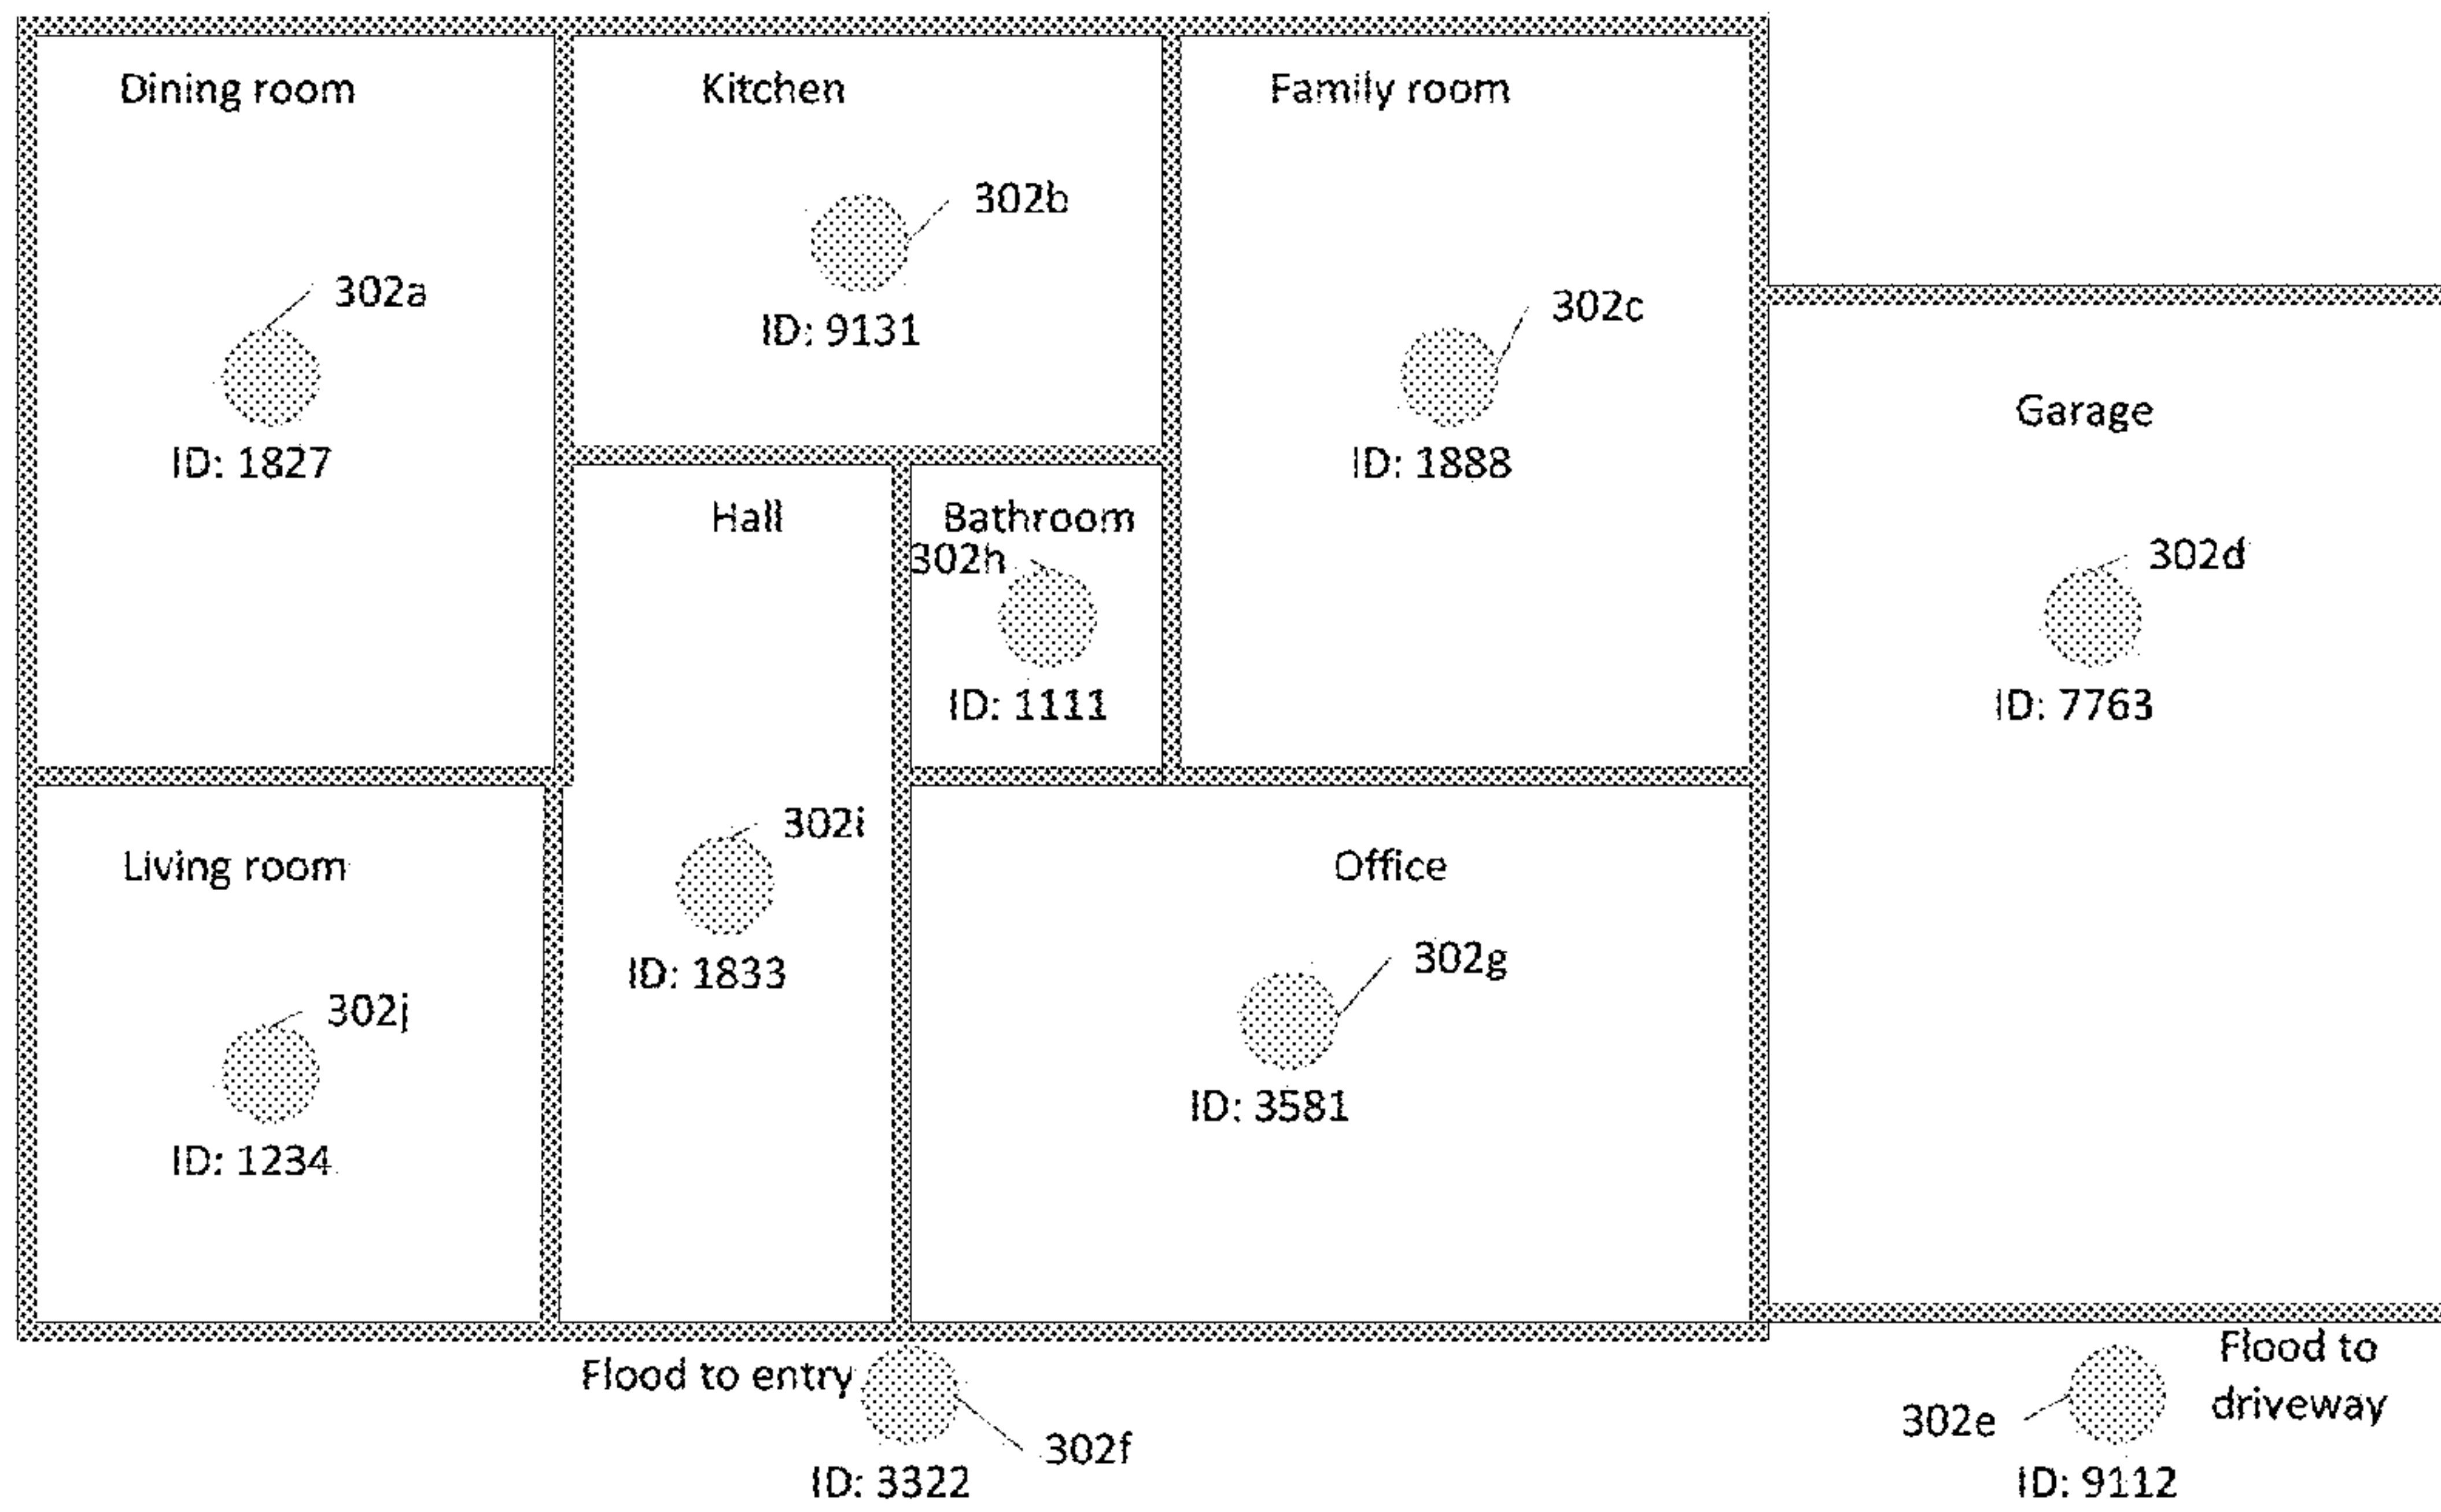 Dining room
Kitchen
Family room
302b
302a
302c
ID: 9131
Garage
ID: 1827
ID: 1888
Hall
Bathroom
302h
302d
ID: 1111
ID: 7763
302i
Living room
Office
302g
ID: 1833
302j
ID: 3581
ID: 1234
Flood to entry
Flood to
driveway
302e
302f
ID: 3322
ID: 9112